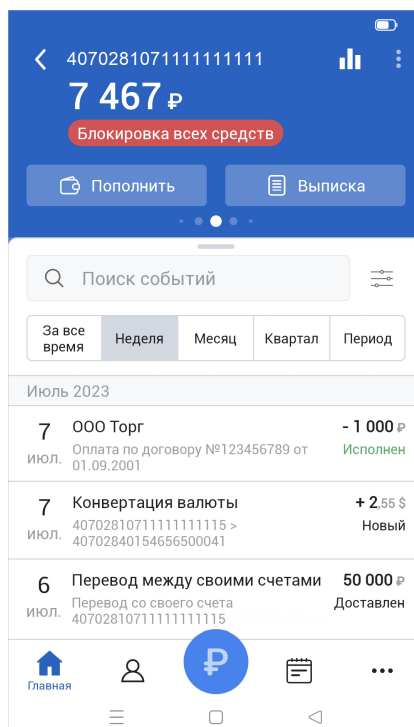 4070281071111111111
7 467 ₽
Блокировка всех средств
Пополнить
Выписка
Поиск событий
За все
время
Неделя
Месяц
Квартал
Период
Июль 2023
7 ООО Торг - 1 000 ₽
июл. Оплата по договору №123456789 от Исполнен
01.09.2001
7 Конвертация валюты + 2,55 $
июл. 40702810711111111115 > Новый
40702840154656500041
6 Перевод между своими счетами 50 000 ₽
июл. Перевод со своего счета Доставлен
40702810711111111115
₽
Главная